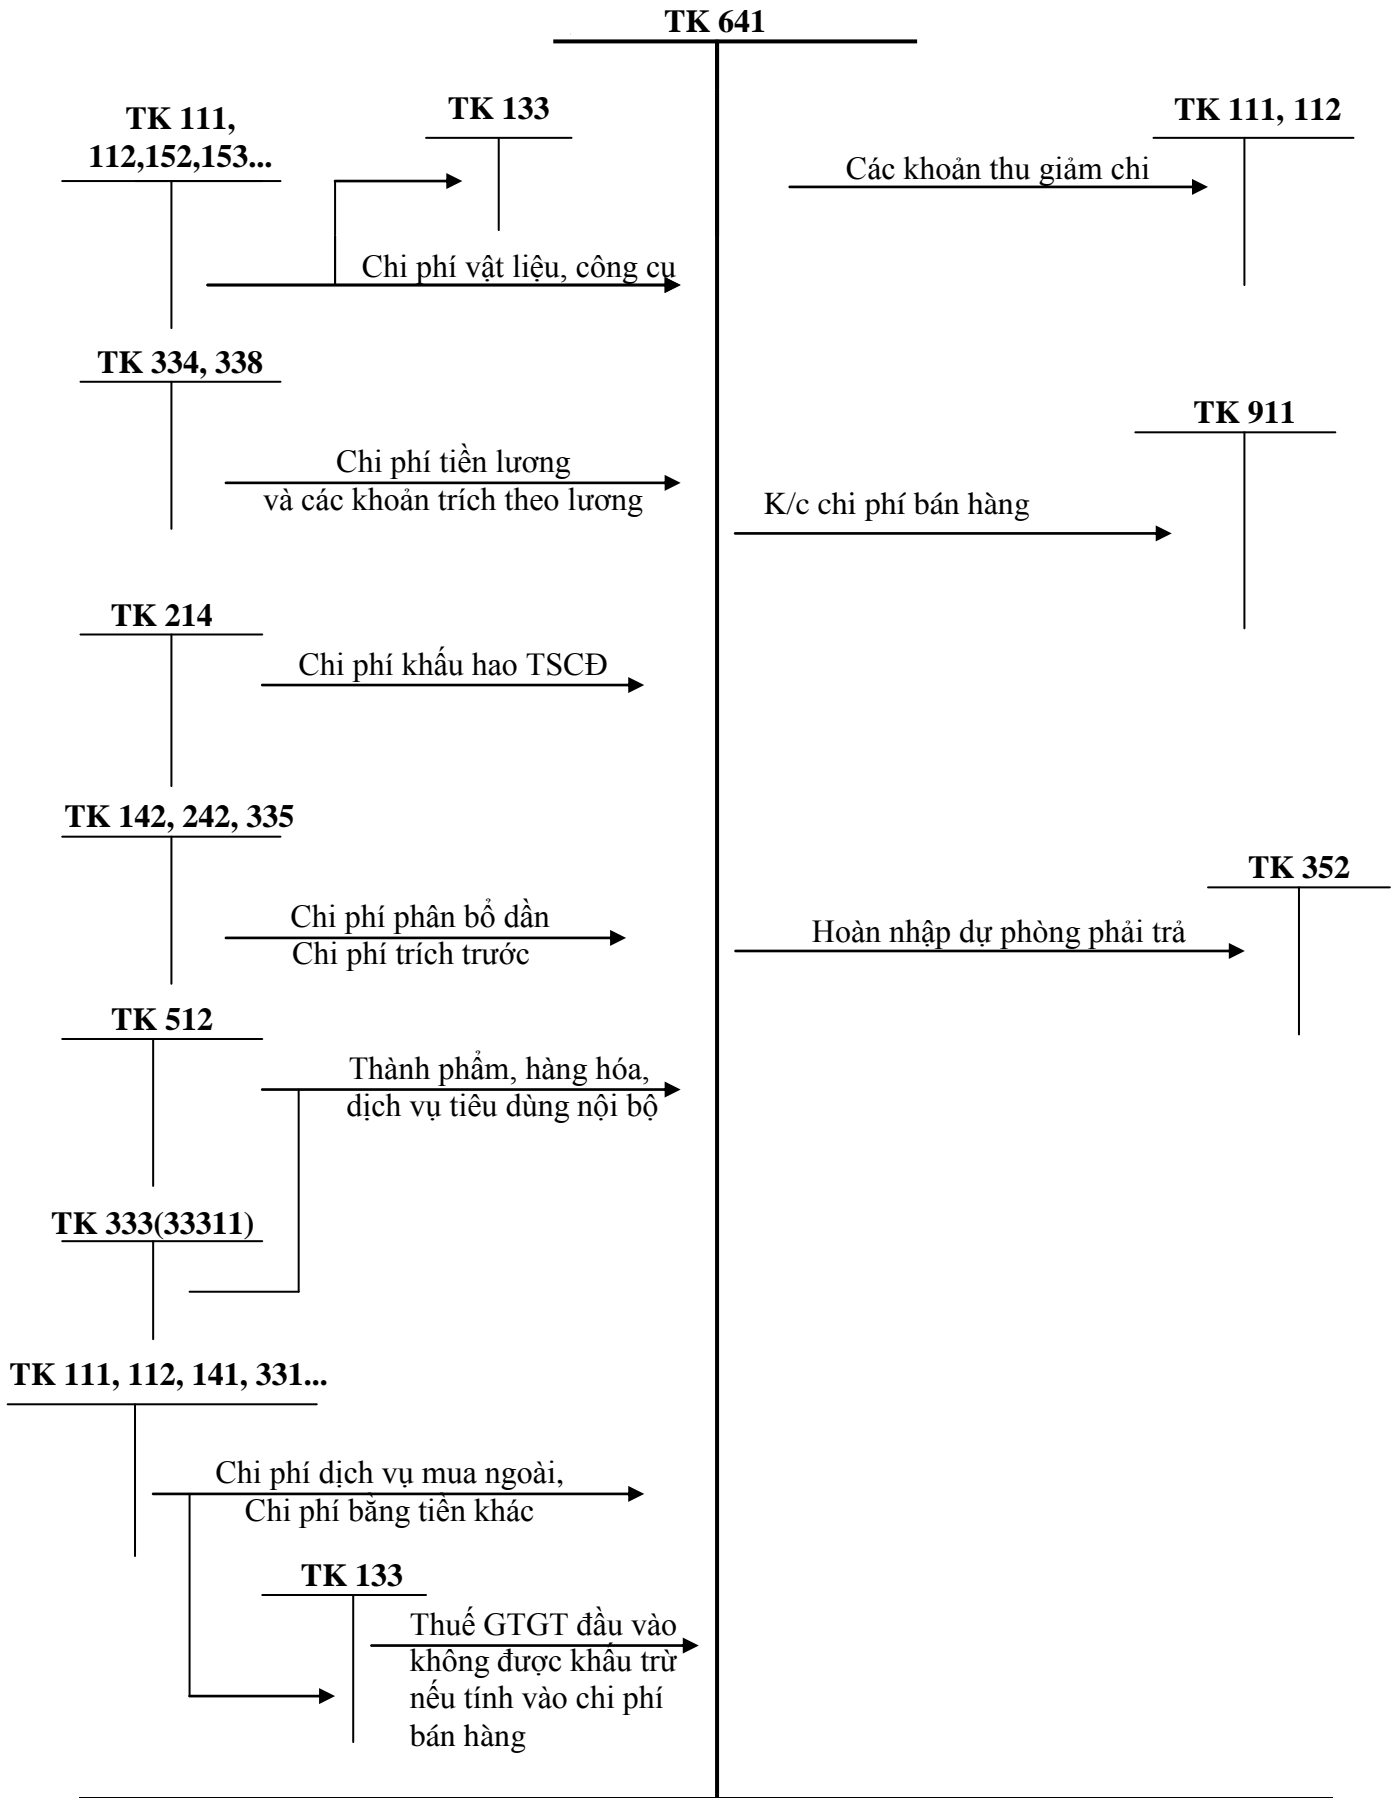 TK 641
TK 111,
112,152,153...
TK 133
TK 111, 112
Các khoản thu giảm chi
Chi phí vật liệu, công cụ
TK 334, 338
TK 911
Chi phí tiền lương
và các khoản trích theo lương
K/c chi phí bán hàng
TK 214
Chi phí khấu hao TSCĐ
TK 142, 242, 335
TK 352
Chi phí phân bổ dần
Chi phí trích trước
Hoàn nhập dự phòng phải trả
TK 512
Thành phẩm, hàng hóa,
dịch vụ tiêu dùng nội bộ
TK 333(33311)
TK 111, 112, 141, 331...
Chi phí dịch vụ mua ngoài,
Chi phí bằng tiền khác
TK 133
Thuế GTGT đầu vào
không được khấu trừ
nếu tính vào chi phí
bán hàng